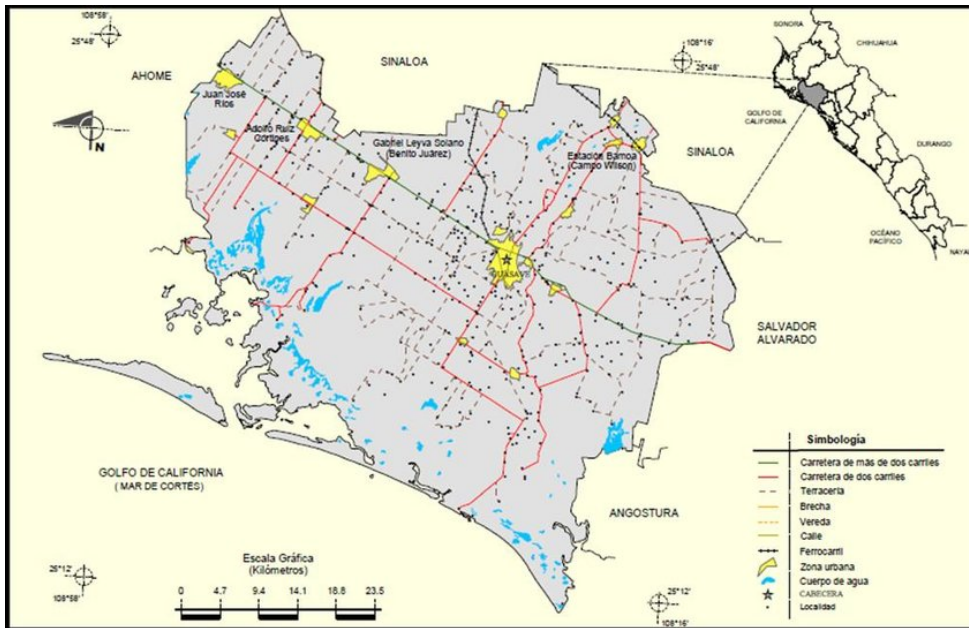 108°58'
25°48'
AHOME
SINALOA
108°16'
25°48'
SONORA
CHIHUAHUA
GOLFO DE
CALIFORNIA
DURANGO
OCÉANO
PACÍFICO
Juan José
Ríos
Adolfo Ruiz
Cortines
Gabriel Leyva Solano
(Benito Juárez)
Estación Bamoa
(Campo Wilson)
SINALOA
N
GUASAVE
SALVADOR
ALVARADO
GOLFO DE CALIFORNIA
( MAR DE CORTÉS)
ANGOSTURA
Simbología
Carretera de más de dos carriles
Carretera de dos carriles
Terracería
Brecha
Vereda
Calle
Ferrocarril
Zona urbana
Cuerpo de agua
CABECERA
Localidad
Escala Gráfica
(Kilómetros)
0 4.7 9.4 14.1 18.8 23.5
25°12'
108°58'
25°12'
108°16'